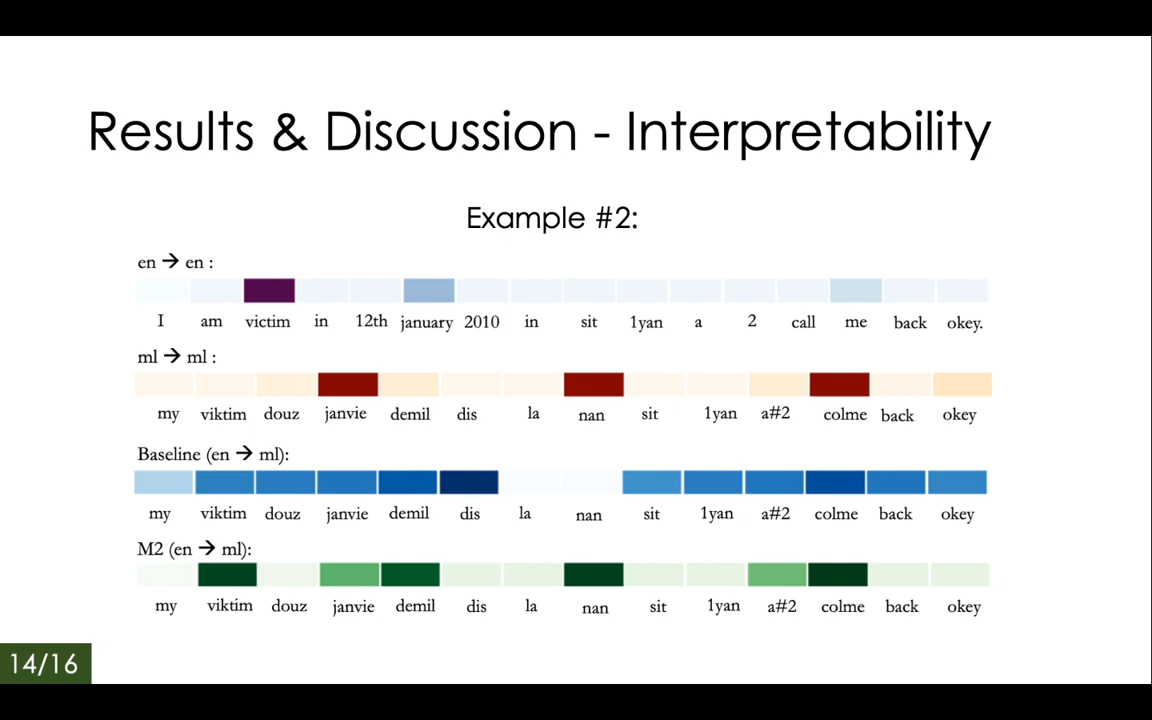 Results & Discussion - Interpretability
Example #2:
en → en :
I am victim in 12th january 2010 in sit 1yan a 2 call me back okey.
ml → ml :
my viktim douz janvie demil dis la nan sit 1yan a#2 colme back okey
Baseline (en → ml):
my viktim douz janvie demil dis la nan sit 1yan a#2 colme back okey
M2 (en → ml):
my viktim douz janvie demil dis la nan sit 1yan a#2 colme back okey
14/16